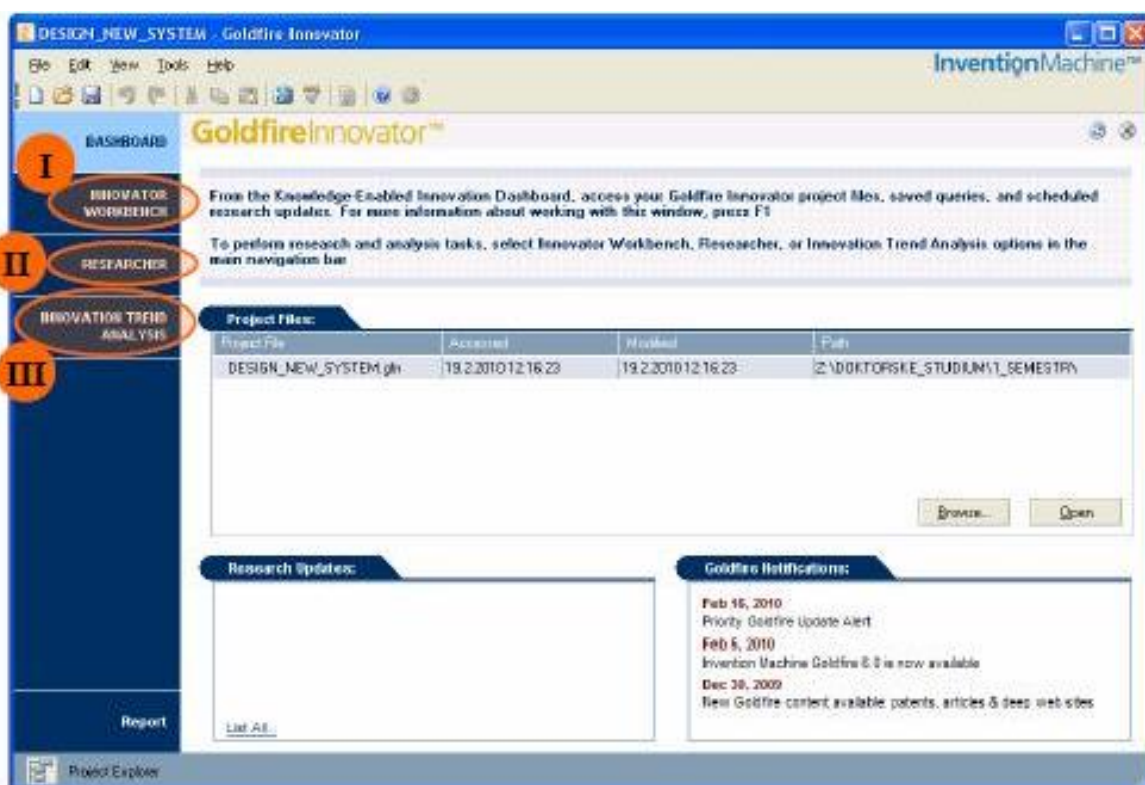 DESIGN_NEW_SYSTEM - Goldfire Innovator
File Edit View Tools Help
InventionMachine™
DASHBOARD
GoldfireInnovator™
I
INNOVATOR
WORKBENCH
From the Knowledge-Enabled Innovation Dashboard, access your Goldfire Innovator project files, saved queries, and scheduled
research updates. For more information about working with this window, press F1
To perform research and analysis tasks, select Innovator Workbench, Researcher, or Innovation Trend Analysis options in the
main navigation bar
II
RESEARCHER
INNOVATION TREND
ANALYSIS
III
Project Files:
Project File Accessed Modified Path
DESIGN_NEW_SYSTEM.gfn 19.2.2010 12:16:23 19.2.2010 12:16:23 Z:\DOKTORSKE_STUDIUM\1_SEMESTR\
Browse... Open
Research Updates:
List All...
Goldfire Notifications:
Feb 16, 2010
Priority Goldfire Update Alert
Feb 5, 2010
Invention Machine Goldfire 6.0 is now available
Dec 30, 2009
New Goldfire content available: patents, articles & deep web sites
Report
Project Explorer